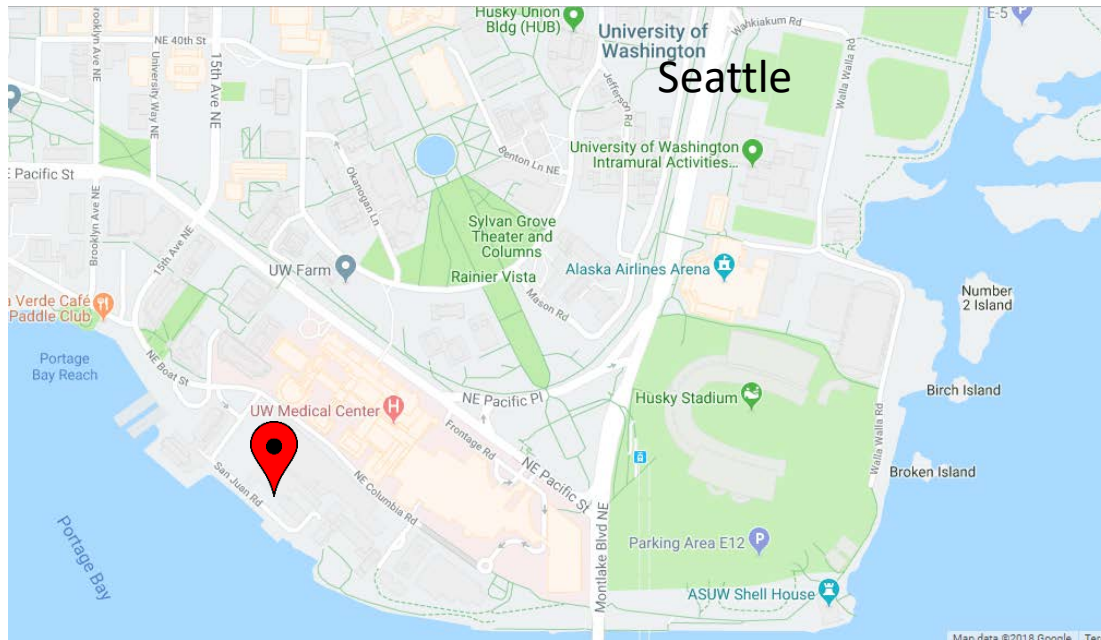 Husky Union
Bldg (HUB)
University of
Washington
Seattle
Wahkiakum Rd
E-5
P
Brooklyn Ave NE
University Way NE
15th Ave NE
NE 40th St
Jefferson Rd
Walla Walla Rd
University of Washington
Intramural Activities...
Benton Ln NE
E Pacific St
Okanogan Ln
Brooklyn Ave NE
15th Ave NE
Sylvan Grove
Theater and
Columns
UW Farm
Rainier Vista
Alaska Airlines Arena
Mason Rd
Number
2 Island
a Verde Café
Paddle Club
Portage
Bay Reach
NE Boat St
NE Pacific Pl
Husky Stadium
Birch Island
UW Medical Center
H
Frontage Rd
NE Pacific St
Walla Walla Rd
Broken Island
San Juan Rd
NE Columbia Rd
Montlake Blvd NE
Portage Bay
Parking Area E12
P
ASUW Shell House
Map data ©2018 Google